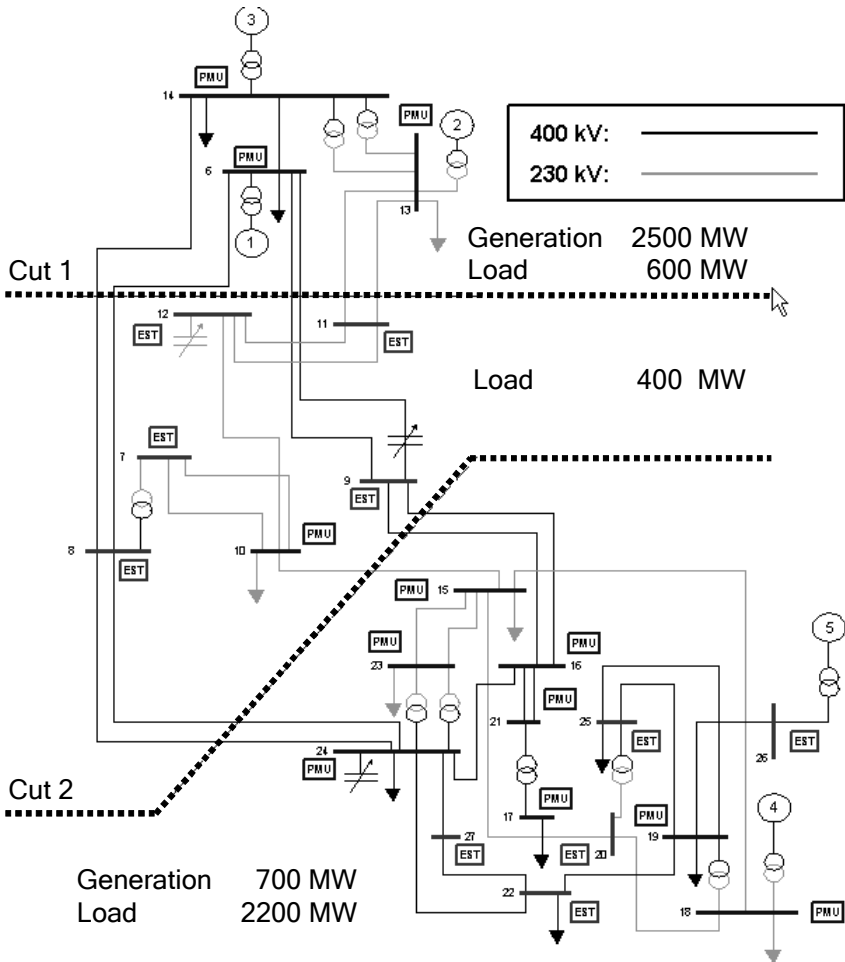 3
PMU
14
PMU
2
400 kV:
230 kV:
PMU
6
13
1
Generation 2500 MW
Load 600 MW
Cut 1
12
11
EST
EST
Load 400 MW
EST
7
9
EST
8
EST
10
PMU
PMU
15
PMU
23
PMU
16
5
PMU
21
25
EST
26
EST
24
PMU
Cut 2
4
PMU
17
PMU
19
27
EST
EST
20
Generation 700 MW
Load 2200 MW
22
EST
18
PMU